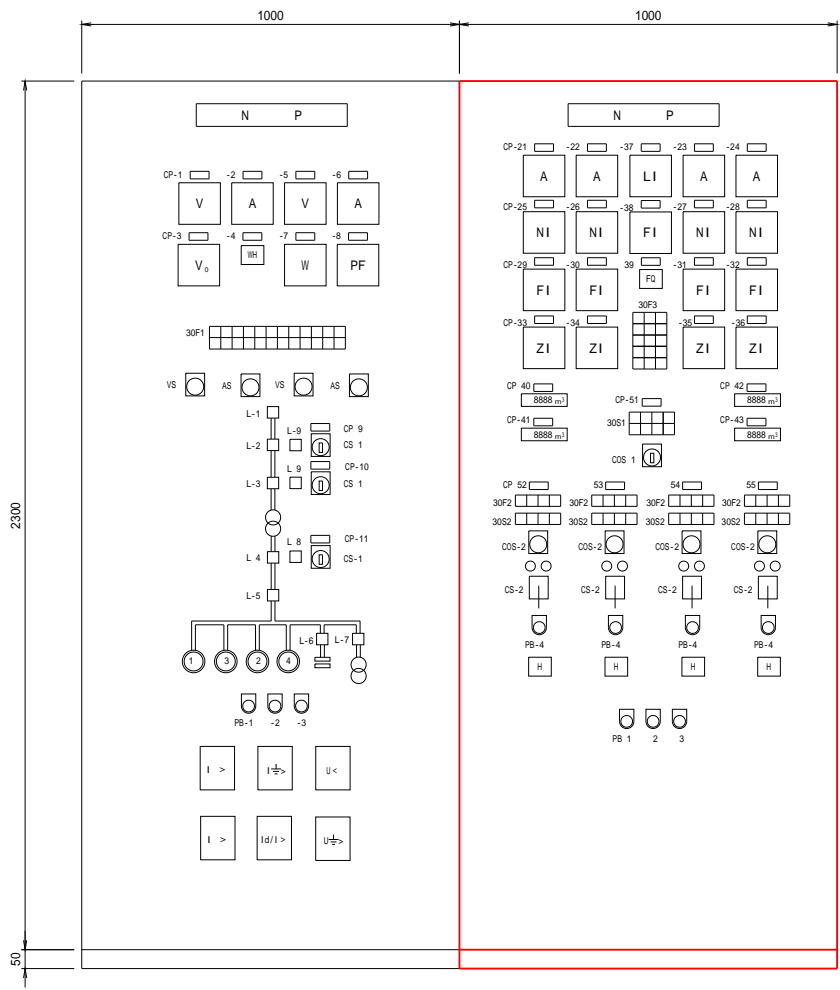 1000 1000
N P N P
CP-21 -22 -37 -23 -24
A A LI A A
CP-1 -2 -5 -6
V A V A
CP-25 -26 -38 -27 -28
NI NI FI NI NI
CP-3 -4 -7 -8
V₀ WH W PF
CP-29 -30 39 -31 -32
FI FI FQ FI FI
30F3
30F1
CP-33 -34 -35 -36
ZI ZI ZI ZI
VS AS VS AS
CP 40 CP 42
8888 m³ 8888 m³
CP-51
L-1
CP-41 CP-43
30S1
8888 m³ 8888 m³
L-9 CP 9
L-2 CS 1
COS 1
L 9 CP-10
L-3 CS 1
CP 52 53 54 55
30F2 30F2 30F2 30F2
30S2 30S2 30S2 30S2
2300
L 8 CP-11
COS-2 COS-2 COS-2 COS-2
L 4 CS-1
CS-2 CS-2 CS-2 CS-2
L-5
L-6 L-7
PB-4 PB-4 PB-4 PB-4
1 3 2 4
H H H H
PB-1 -2 -3
PB 1 2 3
I > I⏚> U<
I > Id/I> U⏚>
50